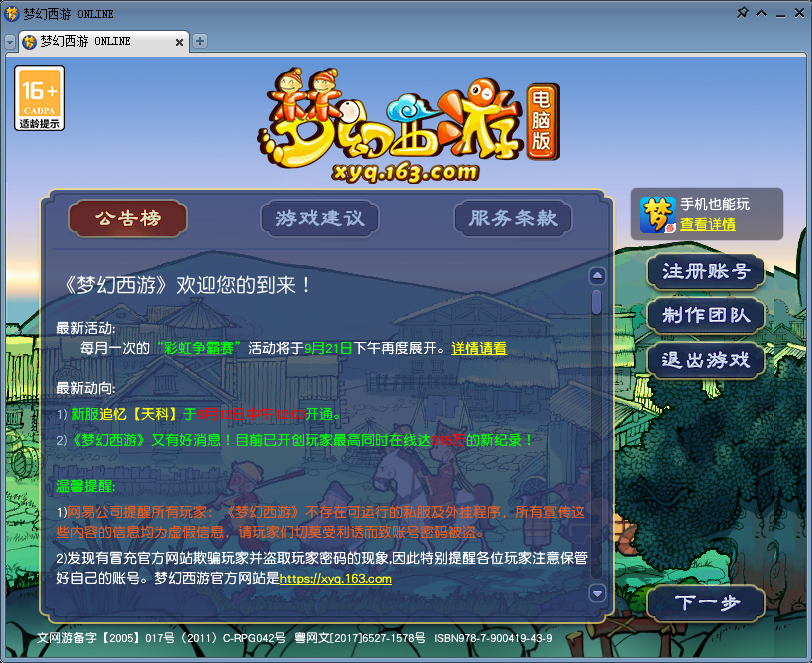 梦幻西游 ONLINE
梦幻西游 ONLINE
16+
CADPA
适龄提示
梦幻西游
电脑版
xyq.163.com
公告榜
游戏建议
服务条款
手机也能玩
查看详情
注册账号
制作团队
退出游戏
《梦幻西游》欢迎您的到来！
最新活动:
每月一次的“彩虹争霸赛”活动将于9月21日下午再度展开。详情请看
最新动向:
1) 新服追忆【天科】于 开通。
2)《梦幻西游》又有好消息！目前已开创玩家最高同时在线达 的新纪录！
温馨提醒:
1)网易公司提醒所有玩家：《梦幻西游》不存在可运行的私服及外挂程序，所有宣传这
些内容的信息均为虚假信息，请玩家们切莫受利诱而致账号密码被盗。
2)发现有冒充官方网站欺骗玩家并盗取玩家密码的现象,因此特别提醒各位玩家注意保管
好自己的账号。梦幻西游官方网站是https://xyq.163.com
下一步
文网游备字【2005】017号（2011）C-RPG042号 粤网文[2017]6527-1578号 ISBN978-7-900419-43-9